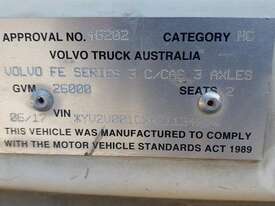 APPROVAL NO. 46202 CATEGORY NC
VOLVO TRUCK AUSTRALIA
VOLVO FE SERIES 3 C/CAB 3 AXLES
GVM 26000 SEATS 2
06/17 VIN
THIS VEHICLE WAS MANUFACTURED TO COMPLY
WITH THE MOTOR VEHICLE STANDARDS ACT 1989